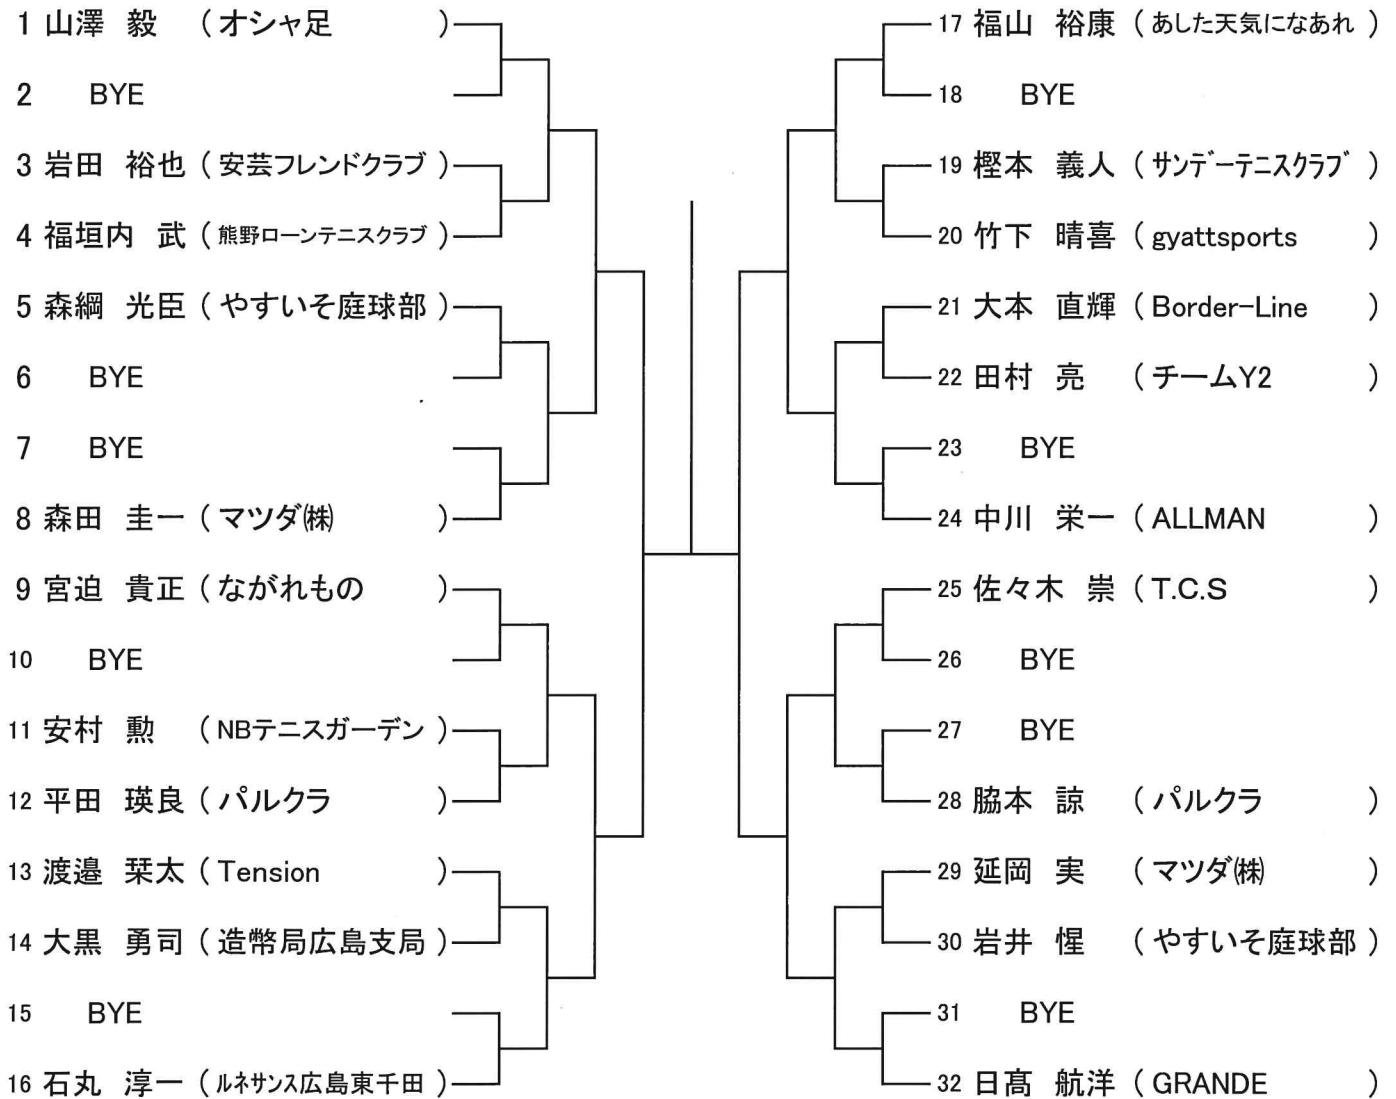 1 山澤 毅 （オシャ足 ）
2 BYE
3 岩田 裕也（安芸フレンドクラブ ）
4 福垣内 武（熊野ローンテニスクラブ ）
5 森綱 光臣（やすいそ庭球部 ）
6 BYE
7 BYE
8 森田 圭一（マツダ㈱ ）
9 宮迫 貴正（ながれもの ）
10 BYE
11 安村 勲 （NBテニスガーデン ）
12 平田 瑛良（パルクラ ）
13 渡邉 栞太（Tension ）
14 大黒 勇司（造幣局広島支局 ）
15 BYE
16 石丸 淳一（ルネサンス広島東千田 ）
17 福山 裕康（あした天気になあれ ）
18 BYE
19 樫本 義人（サンデーテニスクラブ ）
20 竹下 晴喜（gyattsports ）
21 大本 直輝（Border-Line ）
22 田村 亮 （チームY2 ）
23 BYE
24 中川 栄一（ALLMAN ）
25 佐々木 崇（T.C.S ）
26 BYE
27 BYE
28 脇本 諒 （パルクラ ）
29 延岡 実 （マツダ㈱ ）
30 岩井 惺 （やすいそ庭球部 ）
31 BYE
32 日髙 航洋（GRANDE ）